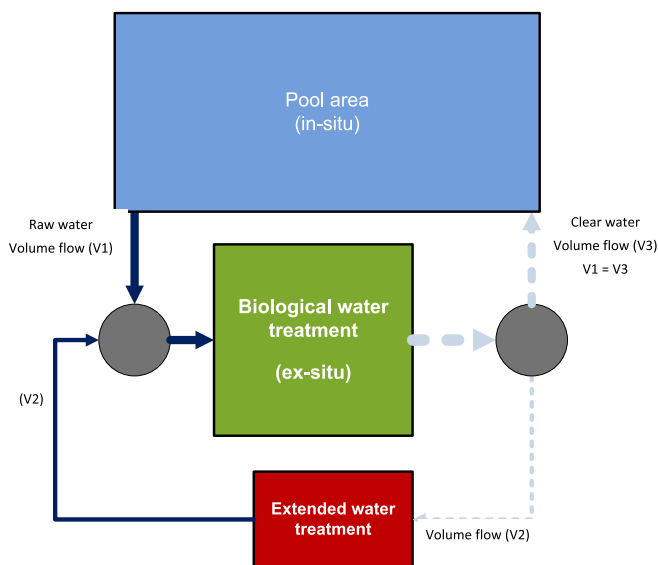 Pool area
(in-situ)
Raw water
Volume flow (V1)
Clear water
Volume flow (V3)
V1 = V3
Biological water
treatment
(ex-situ)
(V2)
Extended water
treatment
Volume flow (V2)